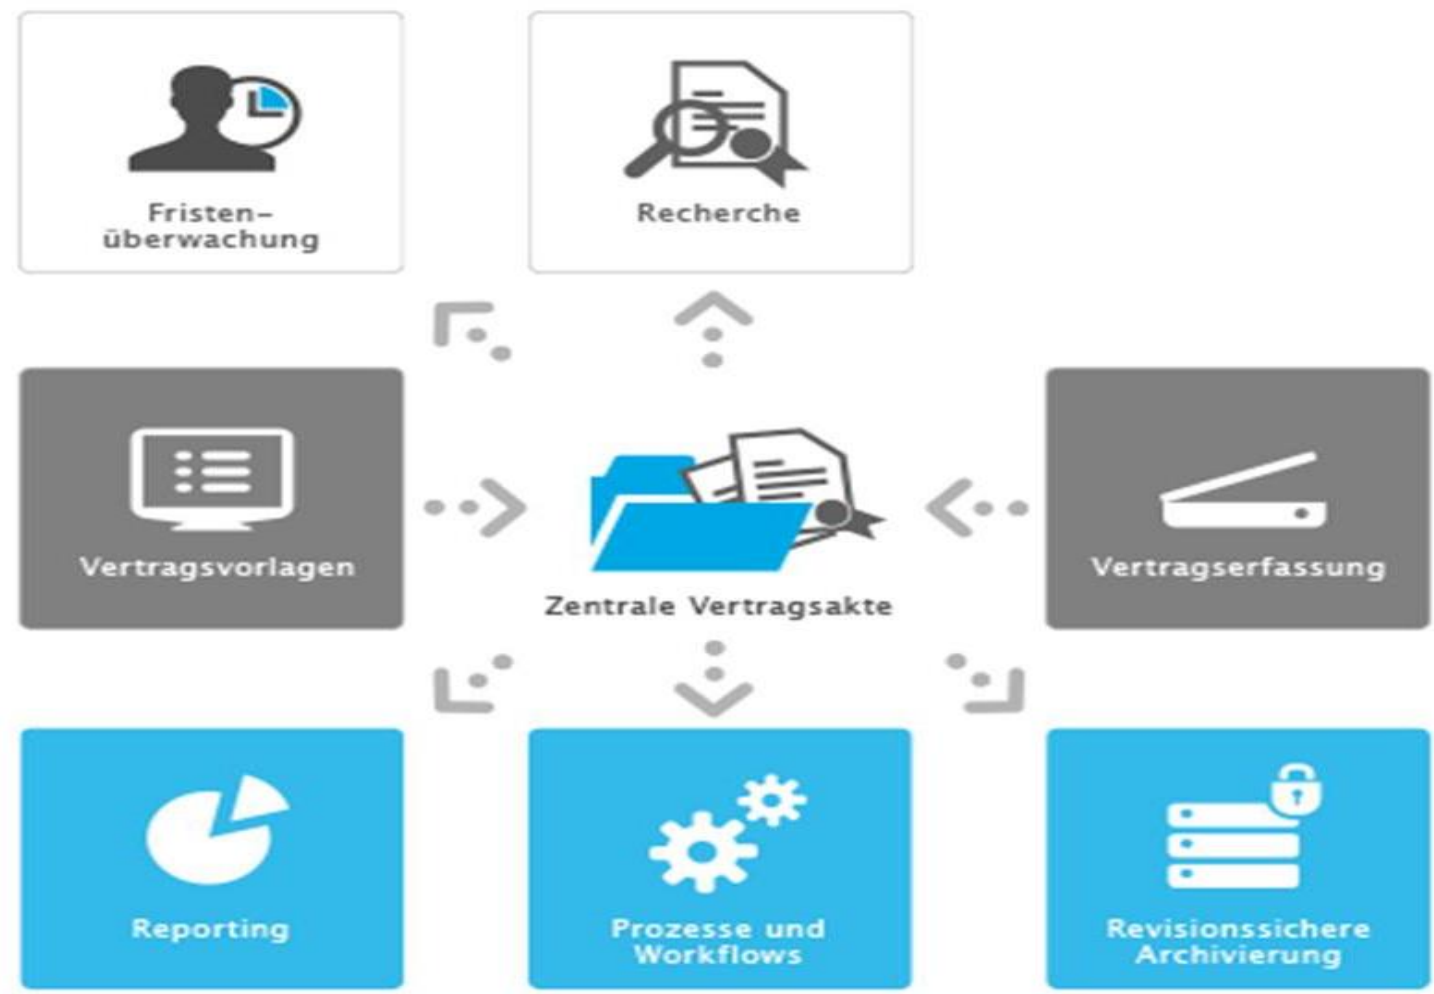 Fristen-
überwachung
Recherche
Vertragsvorlagen
Zentrale Vertragsakte
Vertragserfassung
Reporting
Prozesse und
Workflows
Revisionssichere
Archivierung